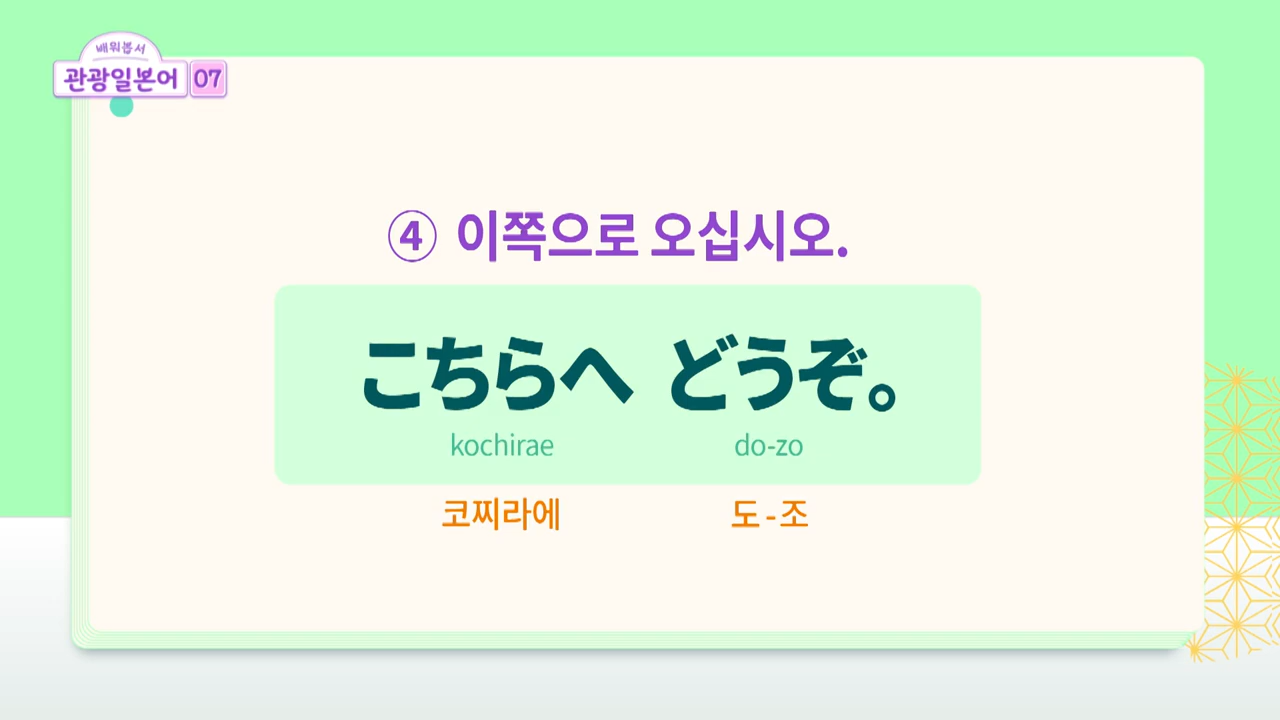 배워봅서
관광일본어 07
④ 이쪽으로 오십시오.
こちらへ どうぞ。
kochirae do-zo
코찌라에 도-조